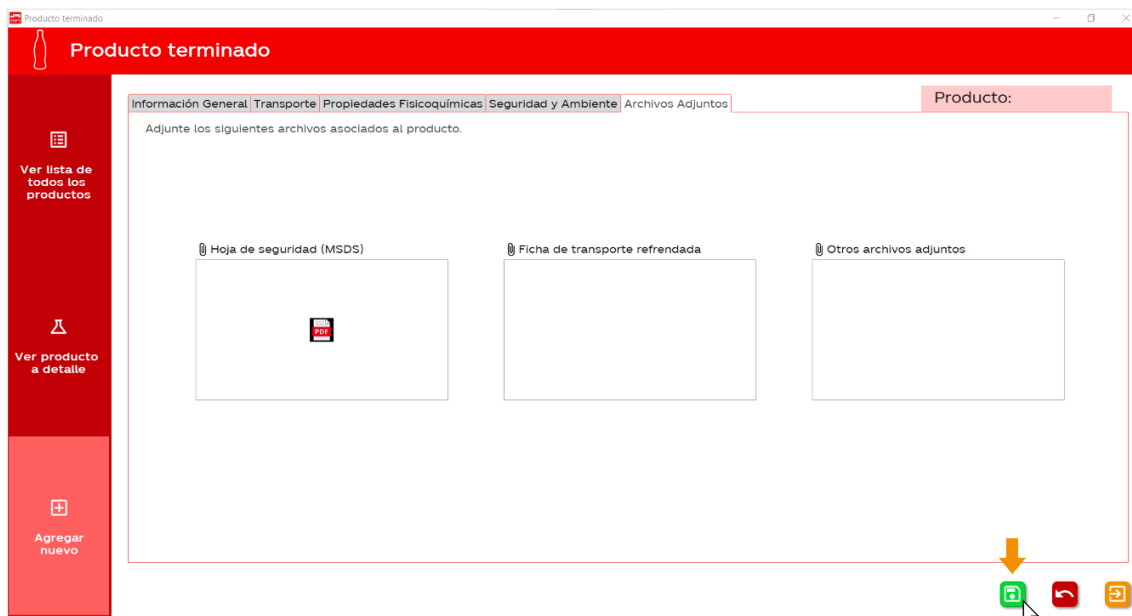 Producto terminado
Producto terminado
Información General Transporte Propiedades Fisicoquímicas Seguridad y Ambiente Archivos Adjuntos
Producto:
Adjunte los siguientes archivos asociados al producto.
Ver lista de
todos los
productos
Hoja de seguridad (MSDS)
Ficha de transporte refrendada
Otros archivos adjuntos
PDF
Ver producto
a detalle
Agregar
nuevo